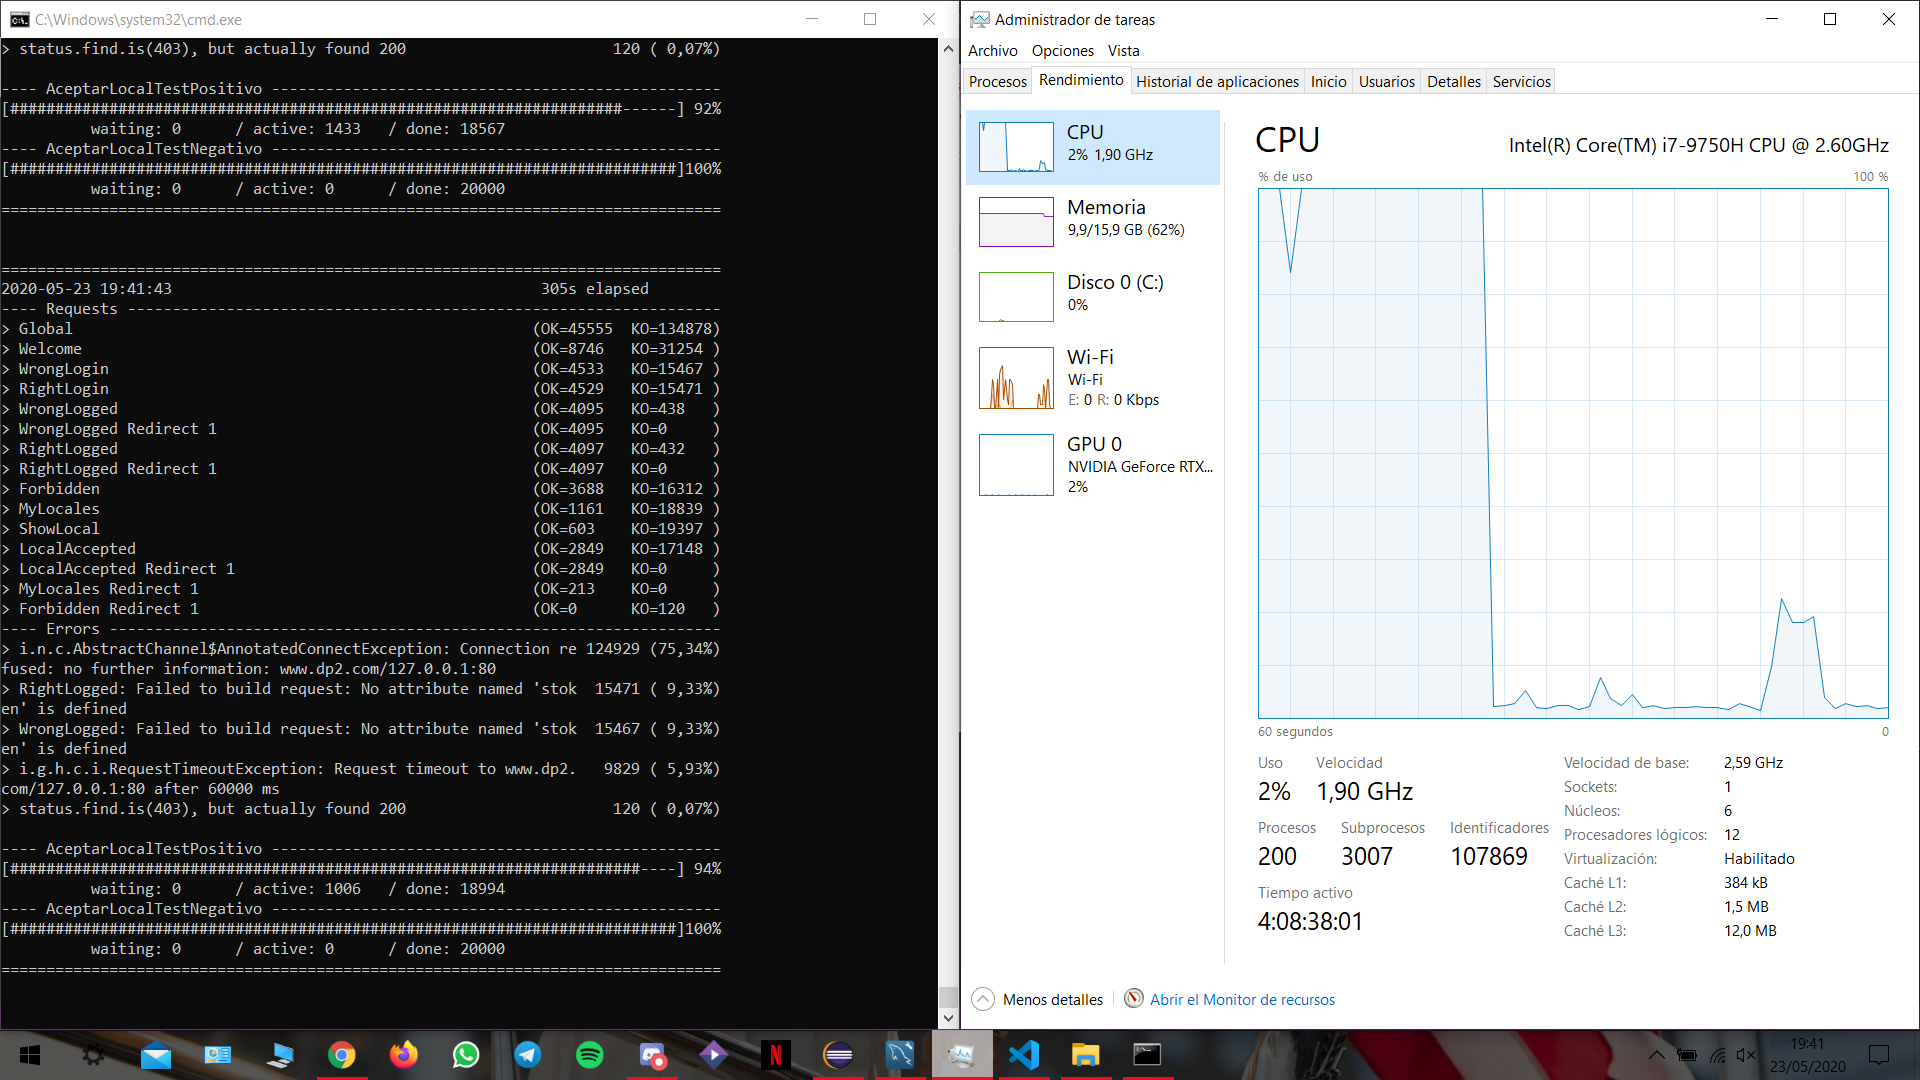 C:\Windows\system32\cmd.exe
> status.find.is(403), but actually found 200                       120 ( 0,07%)
---- AceptarLocalTestPositivo --------------------------------------------------
[####################################################################------] 92%
          waiting: 0      / active: 1433   / done: 18567
---- AceptarLocalTestNegativo --------------------------------------------------
[##########################################################################]100%
          waiting: 0      / active: 0      / done: 20000
================================================================================
================================================================================
2020-05-23 19:41:43                                         305s elapsed
---- Requests ------------------------------------------------------------------
> Global                                                   (OK=45555  KO=134878)
> Welcome                                                  (OK=8746   KO=31254 )
> WrongLogin                                               (OK=4533   KO=15467 )
> RightLogin                                               (OK=4529   KO=15471 )
> WrongLogged                                              (OK=4095   KO=438   )
> WrongLogged Redirect 1                                   (OK=4095   KO=0     )
> RightLogged                                              (OK=4097   KO=432   )
> RightLogged Redirect 1                                   (OK=4097   KO=0     )
> Forbidden                                                (OK=3688   KO=16312 )
> MyLocales                                                (OK=1161   KO=18839 )
> ShowLocal                                                (OK=603    KO=19397 )
> LocalAccepted                                            (OK=2849   KO=17148 )
> LocalAccepted Redirect 1                                 (OK=2849   KO=0     )
> MyLocales Redirect 1                                     (OK=213    KO=0     )
> Forbidden Redirect 1                                     (OK=0      KO=120   )
---- Errors --------------------------------------------------------------------
> i.n.c.AbstractChannel$AnnotatedConnectException: Connection re 124929 (75,34%)
fused: no further information: www.dp2.com/127.0.0.1:80
> RightLogged: Failed to build request: No attribute named 'stok  15471 ( 9,33%)
en' is defined
> WrongLogged: Failed to build request: No attribute named 'stok  15467 ( 9,33%)
en' is defined
> i.g.h.c.i.RequestTimeoutException: Request timeout to www.dp2.   9829 ( 5,93%)
com/127.0.0.1:80 after 60000 ms
> status.find.is(403), but actually found 200                       120 ( 0,07%)
---- AceptarLocalTestPositivo --------------------------------------------------
[######################################################################----] 94%
          waiting: 0      / active: 1006   / done: 18994
---- AceptarLocalTestNegativo --------------------------------------------------
[##########################################################################]100%
          waiting: 0      / active: 0      / done: 20000
================================================================================
Administrador de tareas
Archivo Opciones Vista
Procesos Rendimiento Historial de aplicaciones Inicio Usuarios Detalles Servicios
CPU
2% 1,90 GHz
Memoria
9,9/15,9 GB (62%)
Disco 0 (C:)
0%
Wi-Fi
Wi-Fi
E: 0 R: 0 Kbps
GPU 0
NVIDIA GeForce RTX...
2%
CPU
Intel(R) Core(TM) i7-9750H CPU @ 2.60GHz
% de uso 100 %
60 segundos 0
Uso Velocidad
2% 1,90 GHz
Procesos Subprocesos Identificadores
200 3007 107869
Tiempo activo
4:08:38:01
Velocidad de base: 2,59 GHz
Sockets: 1
Núcleos: 6
Procesadores lógicos: 12
Virtualización: Habilitado
Caché L1: 384 kB
Caché L2: 1,5 MB
Caché L3: 12,0 MB
Menos detalles Abrir el Monitor de recursos
N
19:41
23/05/2020